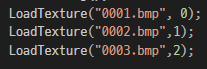 LoadTexture("0001.bmp", 0);
LoadTexture("0002.bmp",1);
LoadTexture("0003.bmp",2);